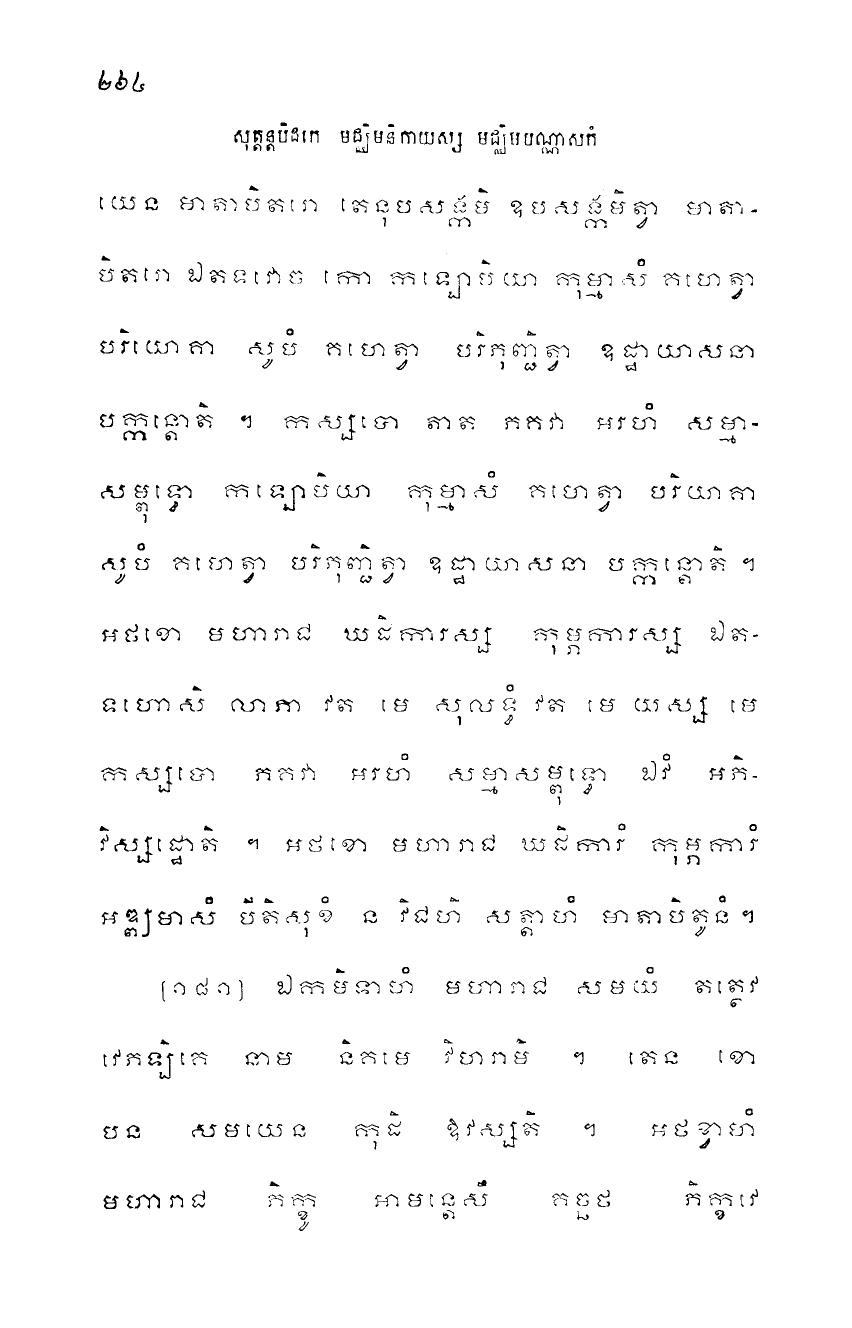 ២៦៤
សុត្តន្តបិដកេ មជ្ឈិមនិកាយស្ស មជ្ឈិមបណ្ណាសកំ
យេន មាតាបិតរោ តេនុបសង្កមិ ឧបសង្កមិត្វា មាតា-
បិតរោ ឯតទវោច កោ កឡោបិយា កុម្មាសំ គហេត្វា
បរិយោគា សូបំ គហេត្វា បរិភុញ្ជិត្វា ឧដ្ឋាយាសនា
បក្កន្តោតិ ។ កស្សបោ តាត ភគវា អរហំ សម្មា-
សម្ពុទ្ធោ កឡោបិយា កុម្មាសំ គហេត្វា បរិយោគា
សូបំ គហេត្វា បរិភុញ្ជិត្វា ឧដ្ឋាយាសនា បក្កន្តោតិ ។
អថខោ មហារាជ ឃដិការស្ស កុម្ភការស្ស ឯត-
ទហោសិ លាភា វត មេ សុលទ្ធំ វត មេ យស្ស មេ
កស្សបោ ភគវា អរហំ សម្មាសម្ពុទ្ធោ ឯវំ អភិ-
វិស្សដ្ឋោតិ ។ អថខោ មហារាជ ឃដិការំ កុម្ភការំ
អឌ្ឍមាសំ បីតិសុខំ ន វិជហិ សត្តាហំ មាតាបិតូនំ។
[១៨១] ឯកមិទាហំ មហារាជ សមយំ តត្ថេវ
វេភឡិគេ នាម និគមេ វិហរាមិ ។ តេន ខោ
បន សមយេន កុដិ ឱវស្សតិ ។ អថខ្វាហំ
មហារាជ ភិក្ខូ អាមន្តេសឹ គច្ឆថ ភិក្ខវេ